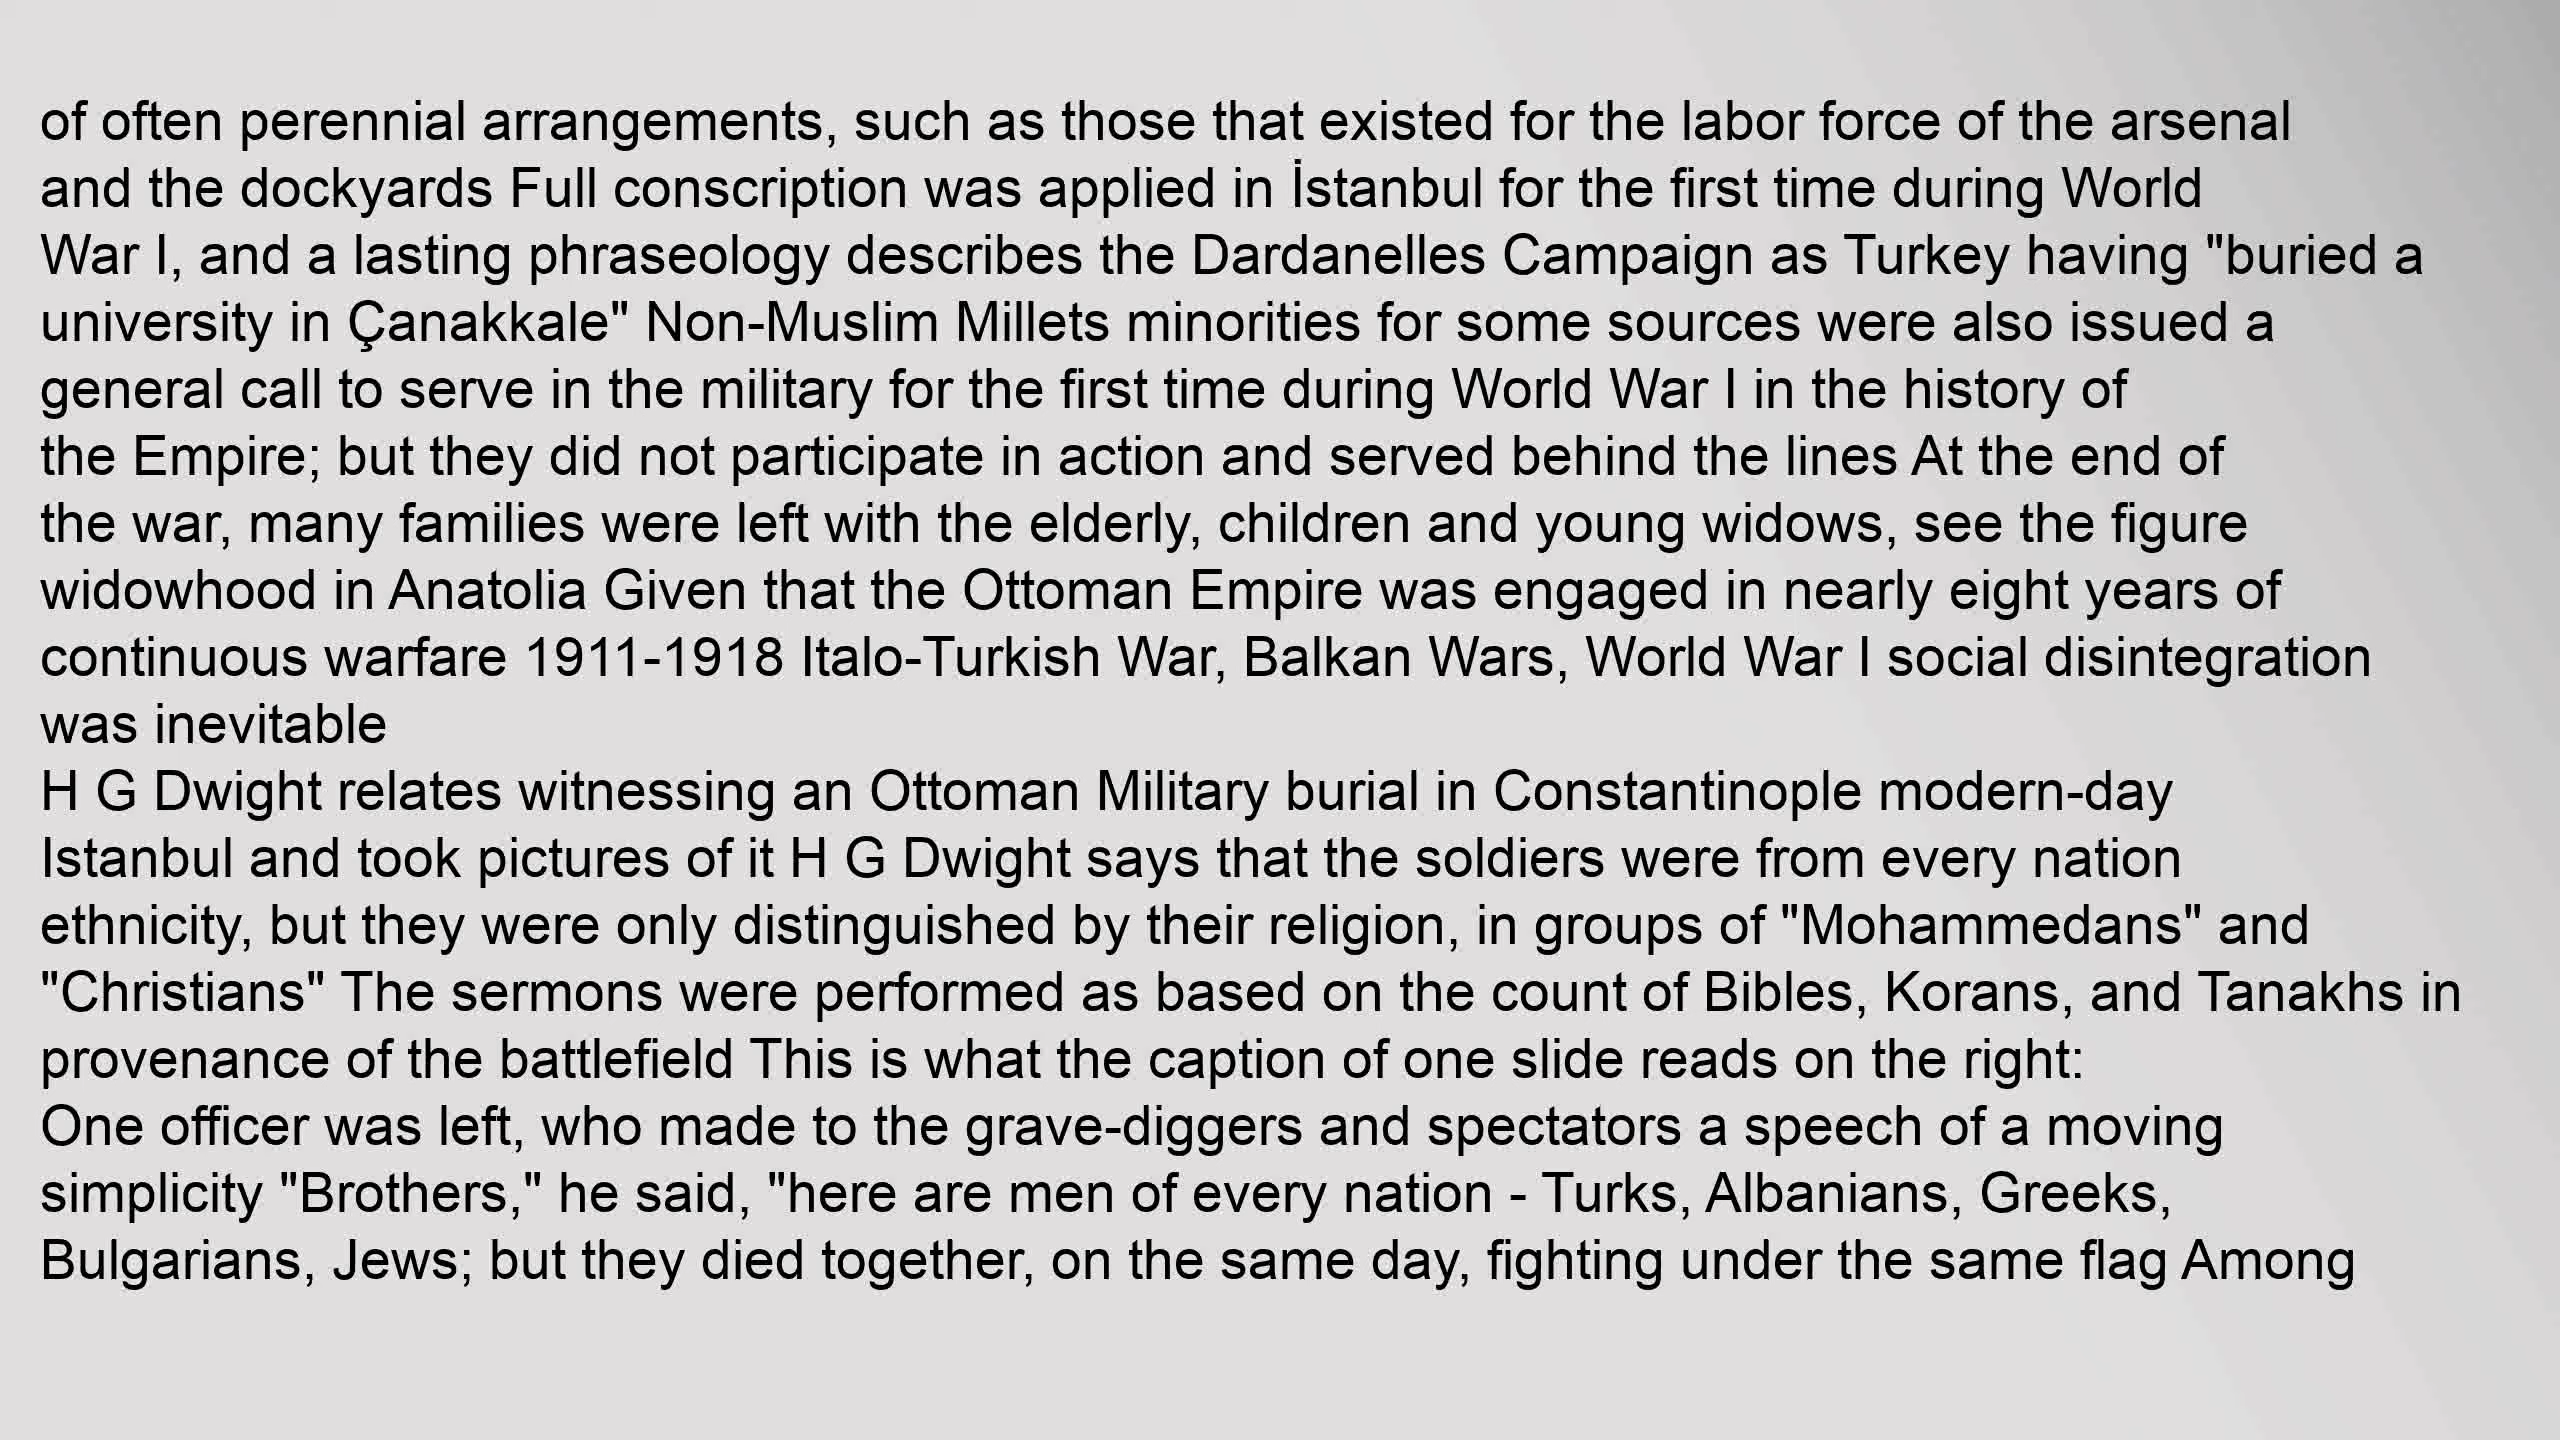 of often perennial arrangements, such as those that existed for the labor force of the arsenal
and the dockyards Full conscription was applied in İstanbul for the first time during World
War I, and a lasting phraseology describes the Dardanelles Campaign as Turkey having "buried a
university in Çanakkale" Non-Muslim Millets minorities for some sources were also issued a
general call to serve in the military for the first time during World War I in the history of
the Empire; but they did not participate in action and served behind the lines At the end of
the war, many families were left with the elderly, children and young widows, see the figure
widowhood in Anatolia Given that the Ottoman Empire was engaged in nearly eight years of
continuous warfare 1911-1918 Italo-Turkish War, Balkan Wars, World War I social disintegration
was inevitable
H G Dwight relates witnessing an Ottoman Military burial in Constantinople modern-day
Istanbul and took pictures of it H G Dwight says that the soldiers were from every nation
ethnicity, but they were only distinguished by their religion, in groups of "Mohammedans" and
"Christians" The sermons were performed as based on the count of Bibles, Korans, and Tanakhs in
provenance of the battlefield This is what the caption of one slide reads on the right:
One officer was left, who made to the grave-diggers and spectators a speech of a moving
simplicity "Brothers," he said, "here are men of every nation - Turks, Albanians, Greeks,
Bulgarians, Jews; but they died together, on the same day, fighting under the same flag Among